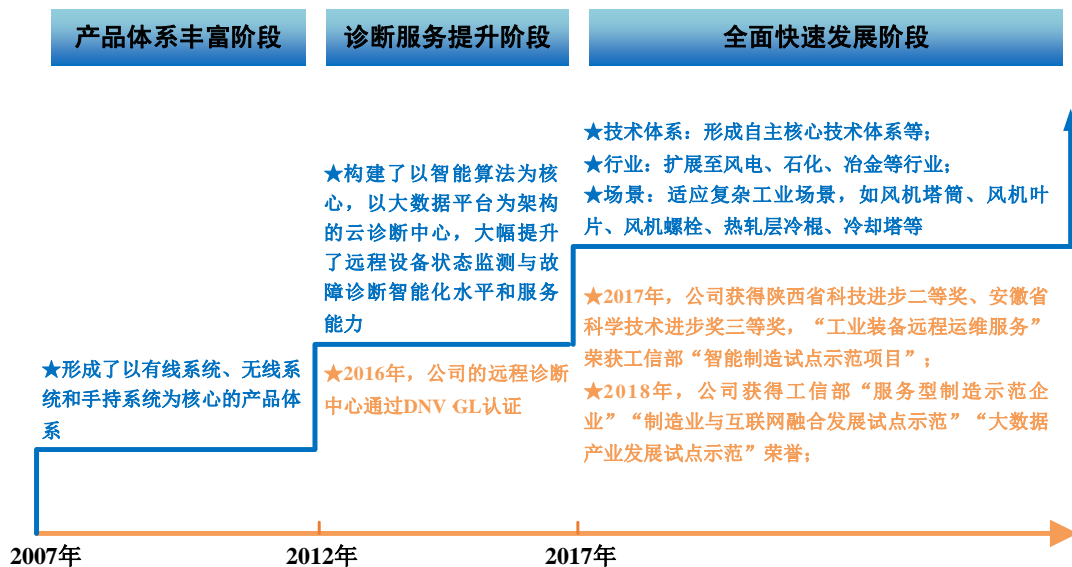 产品体系丰富阶段
诊断服务提升阶段
全面快速发展阶段
★形成了以有线系统、无线系
统和手持系统为核心的产品体
系
★构建了以智能算法为核
心，以大数据平台为架构
的云诊断中心，大幅提升
了远程设备状态监测与故
障诊断智能化水平和服务
能力
★2016年，公司的远程诊断
中心通过DNV GL认证
★技术体系：形成自主核心技术体系等；
★行业：扩展至风电、石化、冶金等行业；
★场景：适应复杂工业场景，如风机塔筒、风机叶
片、风机螺栓、热轧层冷棍、冷却塔等
★2017年，公司获得陕西省科技进步二等奖、安徽省
科学技术进步奖三等奖，“工业装备远程运维服务”
荣获工信部“智能制造试点示范项目”；
★2018年，公司获得工信部“服务型制造示范企
业”“制造业与互联网融合发展试点示范”“大数据
产业发展试点示范”荣誉；
2007年
2012年
2017年